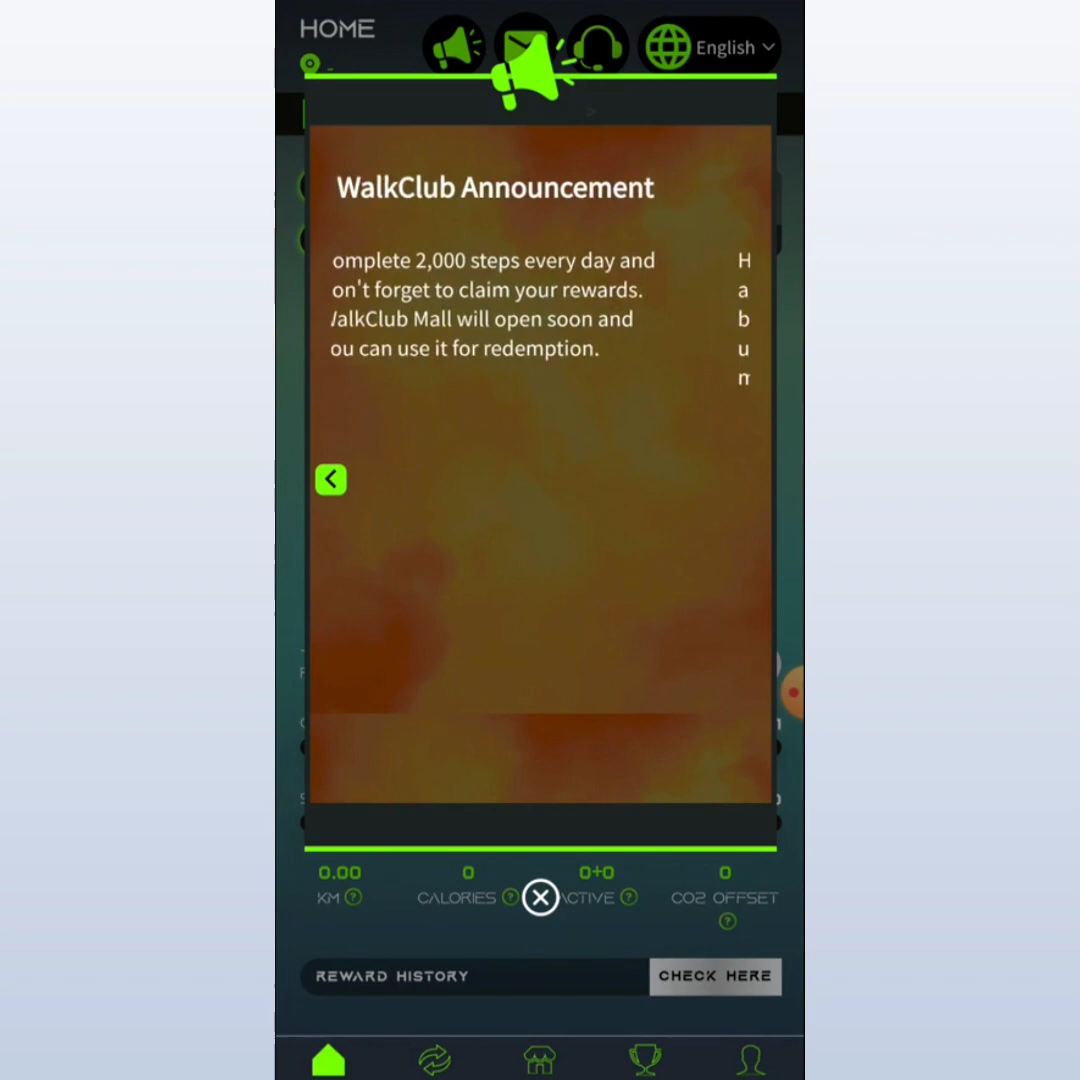 HOME
English
WalkClub Announcement
omplete 2,000 steps every day and
on't forget to claim your rewards.
alkClub Mall will open soon and
ou can use it for redemption.
H
a
b
u
0.00
0
0+0
0
KM
CALORIES
ACTIVE
CO2 OFFSET
REWARD HISTORY
CHECK HERE